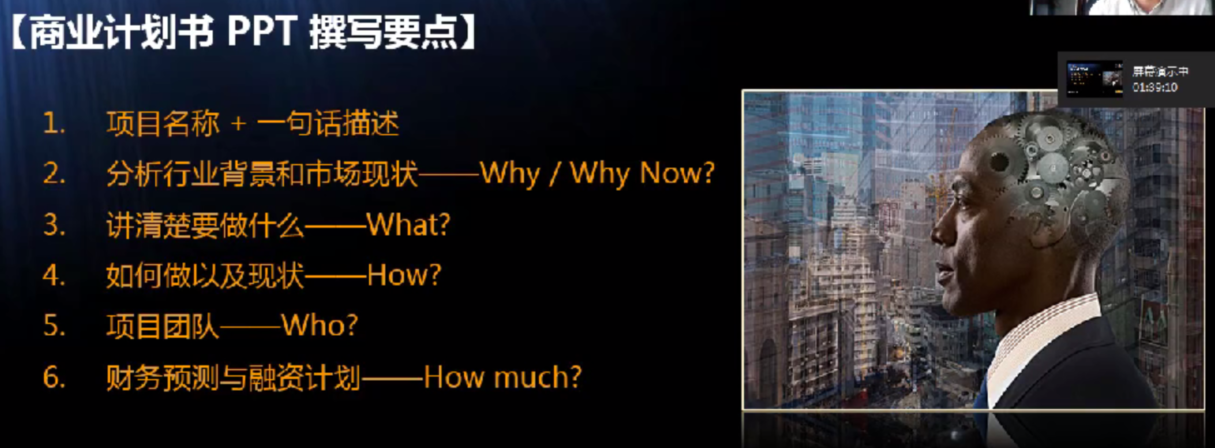 【商业计划书 PPT 撰写要点】
屏幕演示中
01:39:10
1. 项目名称 + 一句话描述
2. 分析行业背景和市场现状——Why / Why Now?
3. 讲清楚要做什么——What?
4. 如何做以及现状——How?
5. 项目团队——Who?
6. 财务预测与融资计划——How much?